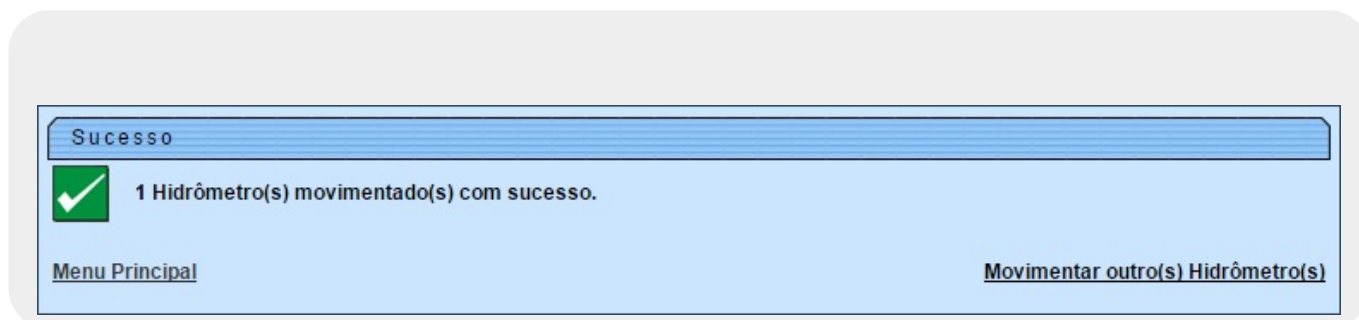 Sucesso
1 Hidrômetro(s) movimentado(s) com sucesso.
Menu Principal
Movimentar outro(s) Hidrômetro(s)